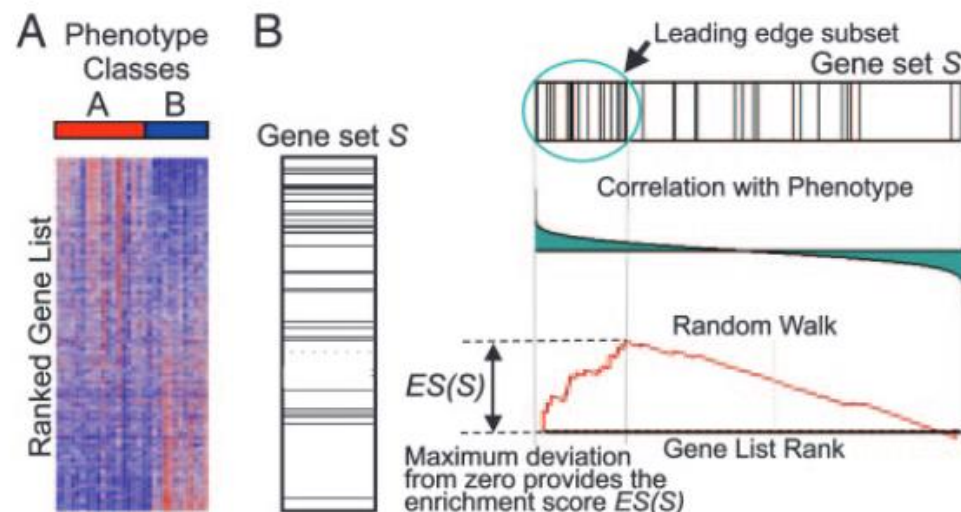 A
Phenotype
Classes
A B
Ranked Gene List
B
Gene set S
Leading edge subset
Gene set S
Correlation with Phenotype
Random Walk
ES(S)
Gene List Rank
Maximum deviation
from zero provides the
enrichment score ES(S)